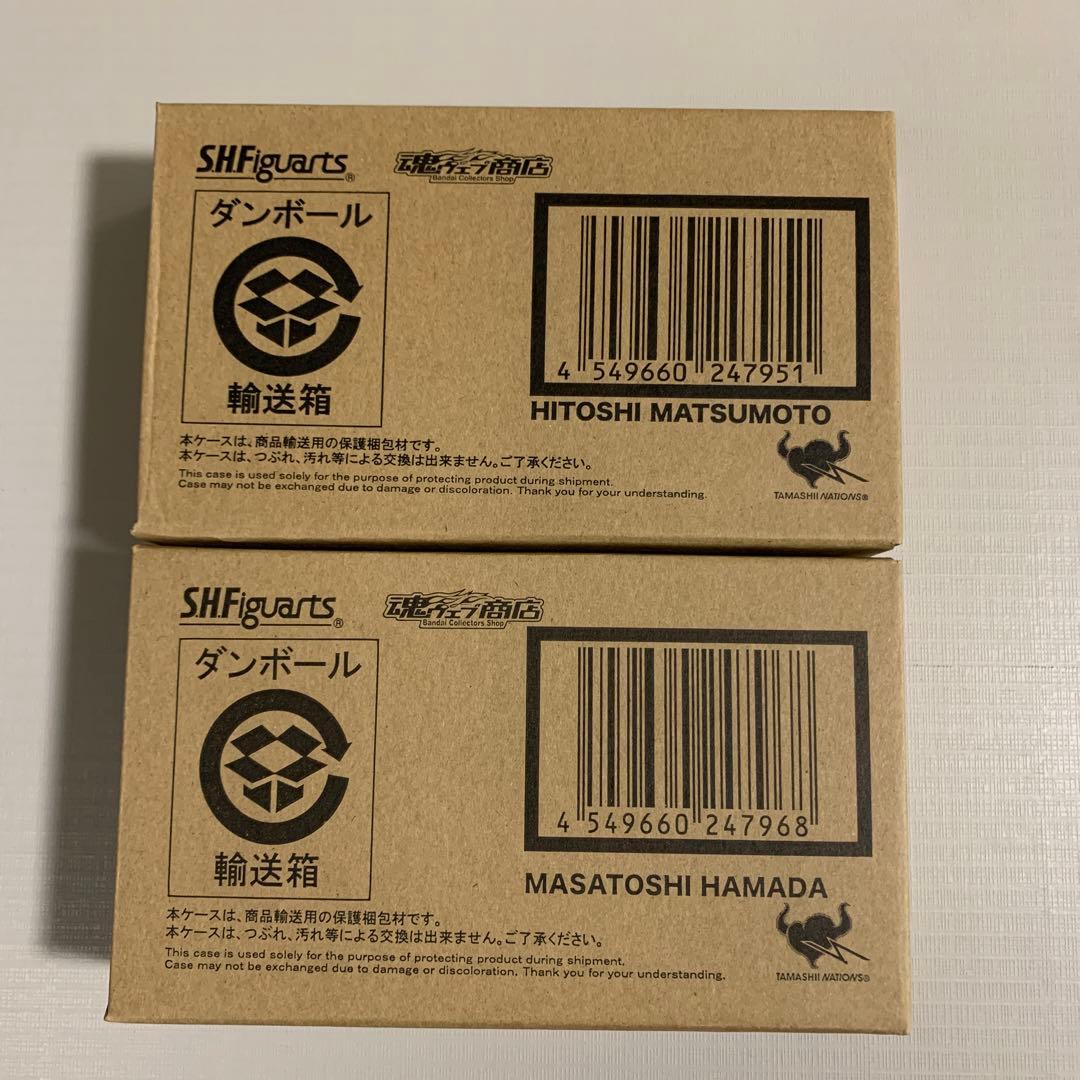 S.H.Figuarts®
魂ウェブ商店
Bandai Collectors Shop
ダンボール
輸送箱
4 549660 247951
HITOSHI MATSUMOTO
本ケースは、商品輸送用の保護梱包材です。
本ケースは、つぶれ、汚れ等による交換は出来ません。ご了承ください。
This case is used solely for the purpose of protecting product during shipment.
Case may not be exchanged due to damage or discoloration. Thank you for your understanding.
TAMASHII NATIONS®
S.H.Figuarts®
魂ウェブ商店
Bandai Collectors Shop
ダンボール
輸送箱
4 549660 247968
MASATOSHI HAMADA
本ケースは、商品輸送用の保護梱包材です。
本ケースは、つぶれ、汚れ等による交換は出来ません。ご了承ください。
This case is used solely for the purpose of protecting product during shipment.
Case may not be exchanged due to damage or discoloration. Thank you for your understanding.
TAMASHII NATIONS®